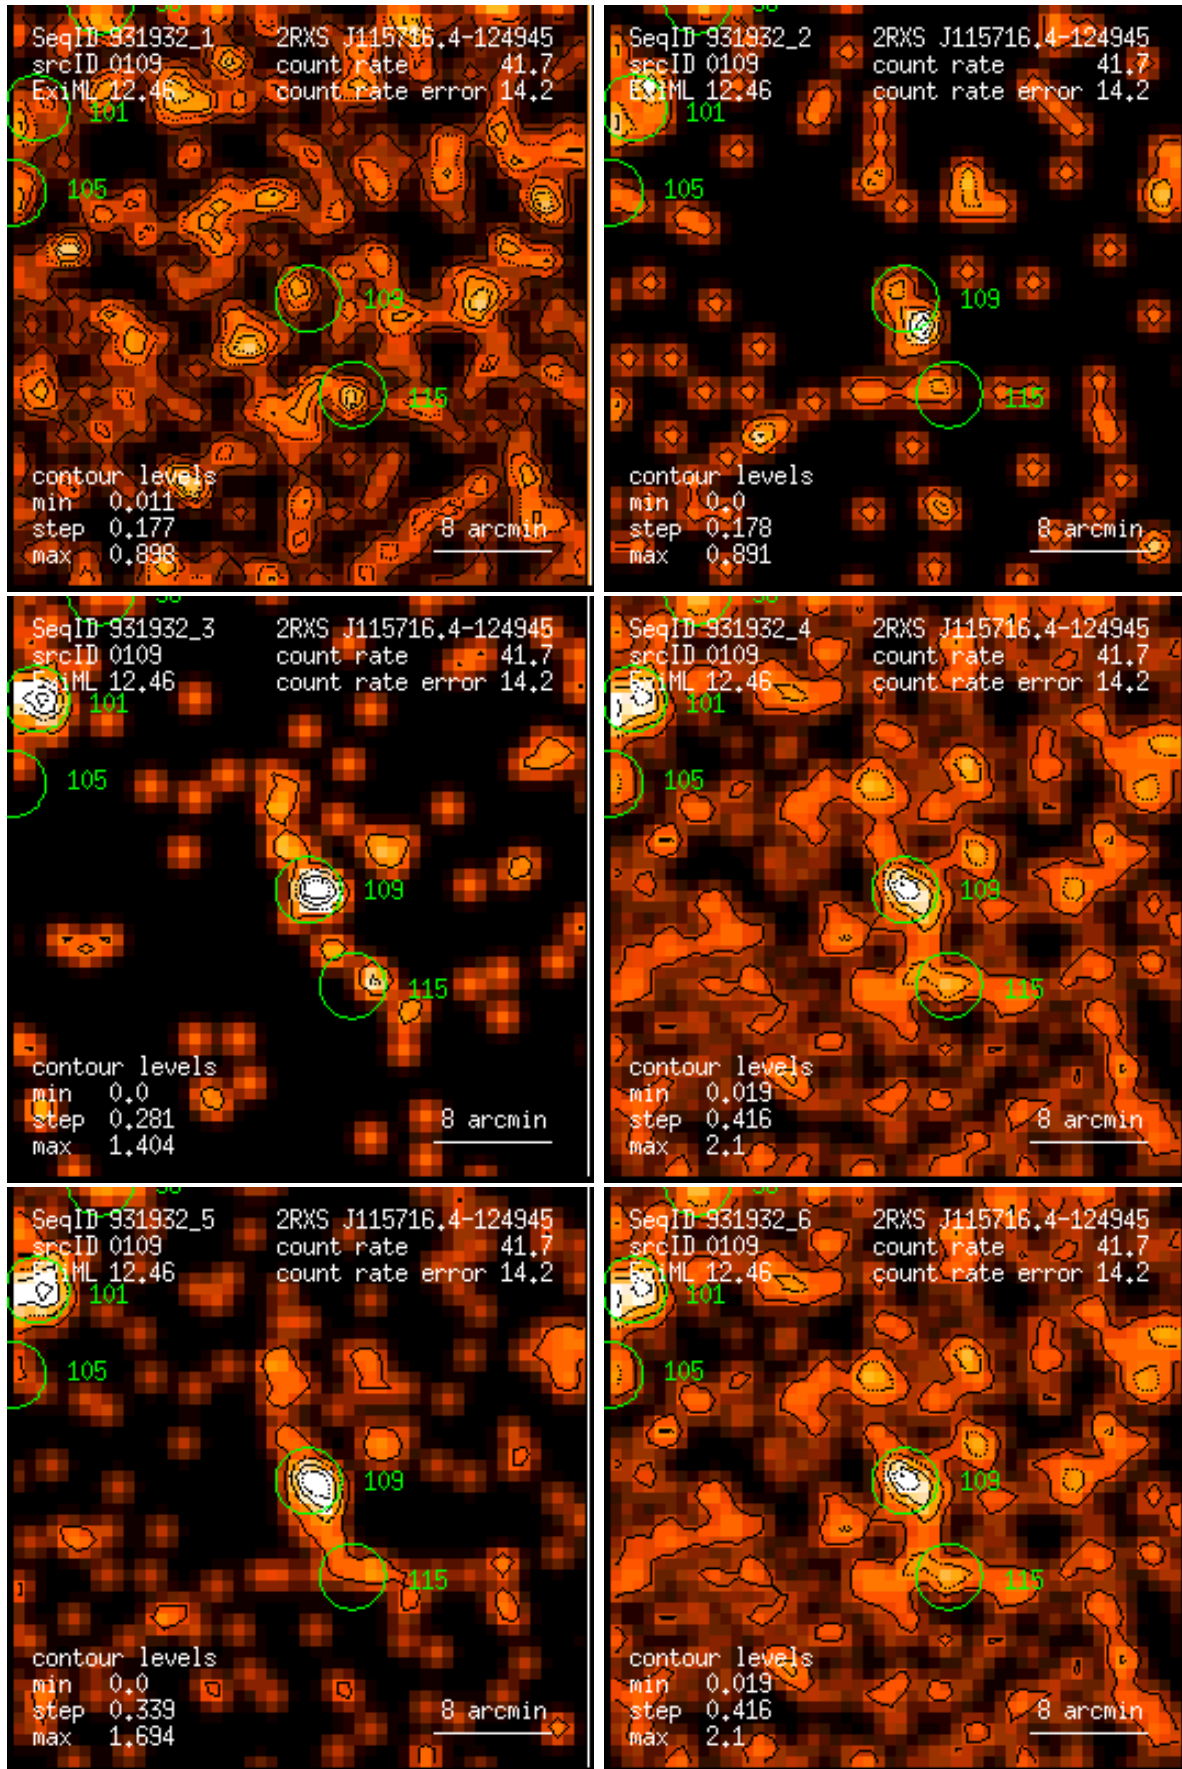 SeqID 931932_1 2RXS J115716.4-124945
srcID 0109 count rate 41.7
ExiML 12.46 count rate error 14.2
101
105
109
115
contour levels
min 0.011
step 0.177 8 arcmin
max 0.898
SeqID 931932_2 2RXS J115716.4-124945
srcID 0109 count rate 41.7
ExiML 12.46 count rate error 14.2
101
105
109
115
contour levels
min 0.0
step 0.178 8 arcmin
max 0.891
SeqID 931932_3 2RXS J115716.4-124945
srcID 0109 count rate 41.7
ExiML 12.46 count rate error 14.2
101
105
109
115
contour levels
min 0.0
step 0.281 8 arcmin
max 1.404
SeqID 931932_4 2RXS J115716.4-124945
srcID 0109 count rate 41.7
ExiML 12.46 count rate error 14.2
101
105
109
115
contour levels
min 0.019
step 0.416 8 arcmin
max 2.1
SeqID 931932_5 2RXS J115716.4-124945
srcID 0109 count rate 41.7
ExiML 12.46 count rate error 14.2
101
105
109
115
contour levels
min 0.0
step 0.339 8 arcmin
max 1.694
SeqID 931932_6 2RXS J115716.4-124945
srcID 0109 count rate 41.7
ExiML 12.46 count rate error 14.2
101
105
109
115
contour levels
min 0.019
step 0.416 8 arcmin
max 2.1